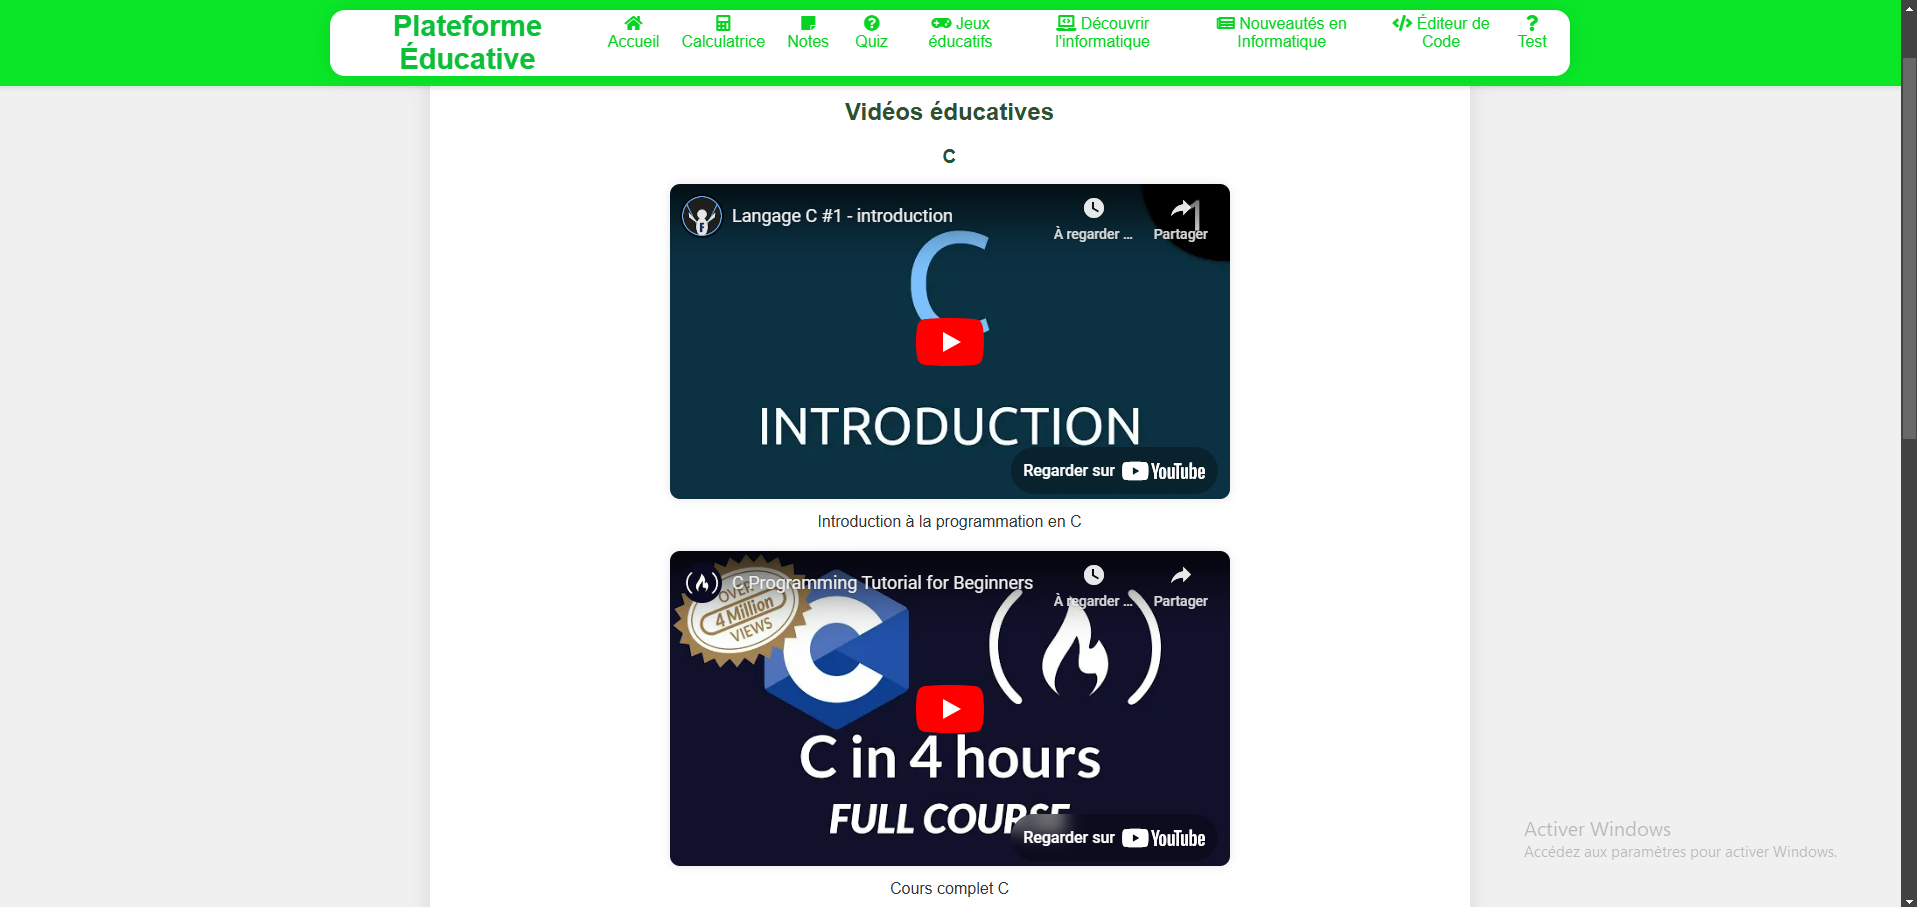 Plateforme
Éducative
Accueil
Calculatrice
Notes
Quiz
Jeux
éducatifs
Découvrir
l'informatique
Nouveautés en
Informatique
Éditeur de
Code
Test
Vidéos éducatives
C
Langage C #1 - introduction
À regarder ...
Partager
1
C
INTRODUCTION
Regarder sur YouTube
Introduction à la programmation en C
C Programming Tutorial for Beginners
À regarder ...
Partager
OVER
4 Million
VIEWS
C
C in 4 hours
FULL COURSE
Regarder sur YouTube
Cours complet C
Activer Windows
Accédez aux paramètres pour activer Windows.